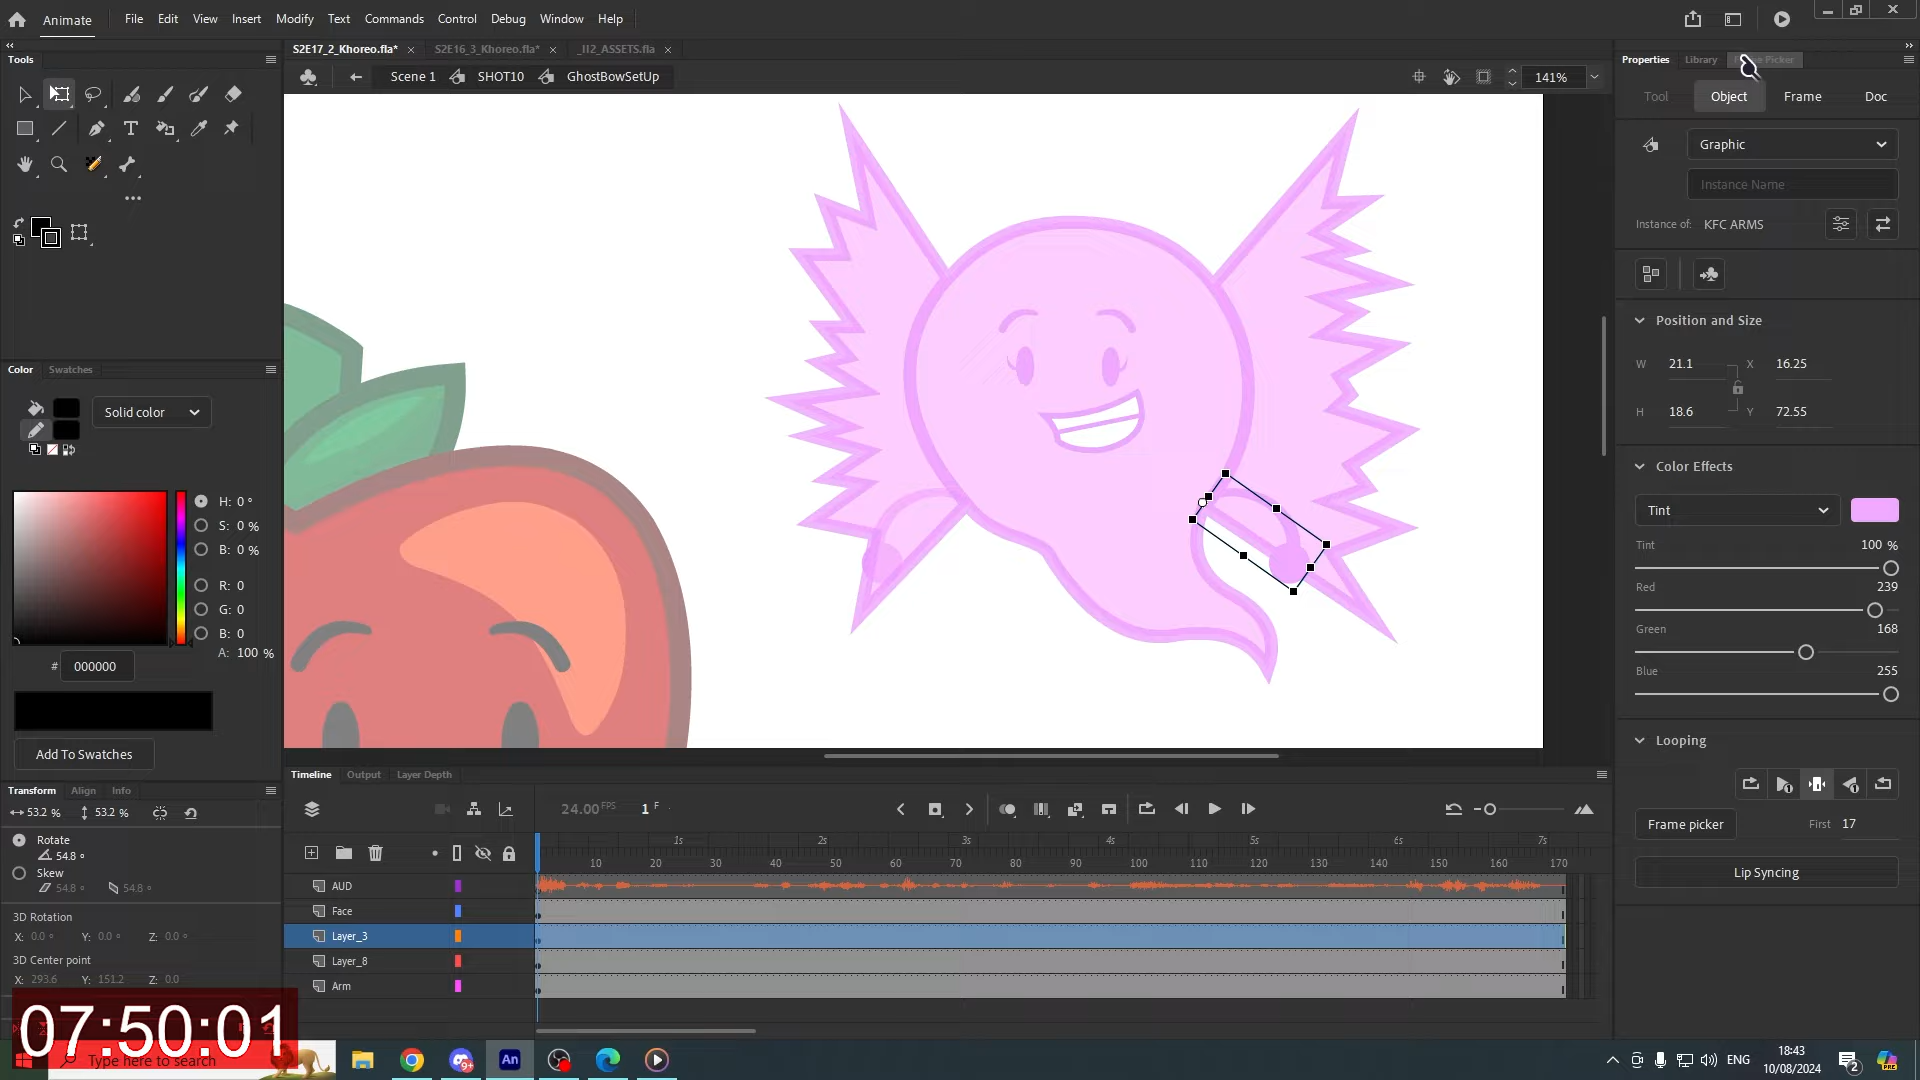 Animate File Edit View Insert Modify Text Commands Control Debug Window Help
Tools
S2E17_2_Khoreo.fla* S2E16_3_Khoreo.fla* _II2_ASSETS.fla
Scene 1 SHOT10 GhostBowSetUp 141%
Properties Library
Tool Object Frame Doc
Graphic
Instance Name
Instance of: KFC ARMS
Position and Size
W 21.1 X 16.25
H 18.6 Y 72.55
Color Effects
Tint
Tint 100 %
Red 239
Green 168
Blue 255
Looping
Frame picker First 17
Lip Syncing
Color Swatches
Solid color
H: 0 °
S: 0 %
B: 0 %
R: 0
G: 0
B: 0
A: 100 %
# 000000
Add To Swatches
Transform Align Info
53.2 % 53.2 %
Rotate
54.8 °
Skew
54.8 ° 54.8 °
3D Rotation
X: 0.0 ° Y: 0.0 ° Z: 0.0 °
3D Center point
X: 293.6 Y: 151.2 Z: 0.0
Timeline Output Layer Depth
24.00 FPS 1 F
1s 2s 3s 4s 5s 6s 7s
10 20 30 40 50 60 70 80 90 100 110 120 130 140 150 160 170
AUD
Face
Layer_3
Layer_8
Arm
07:50:01
Type here to search
9+
An
ENG
18:43
10/08/2024
2
PRE